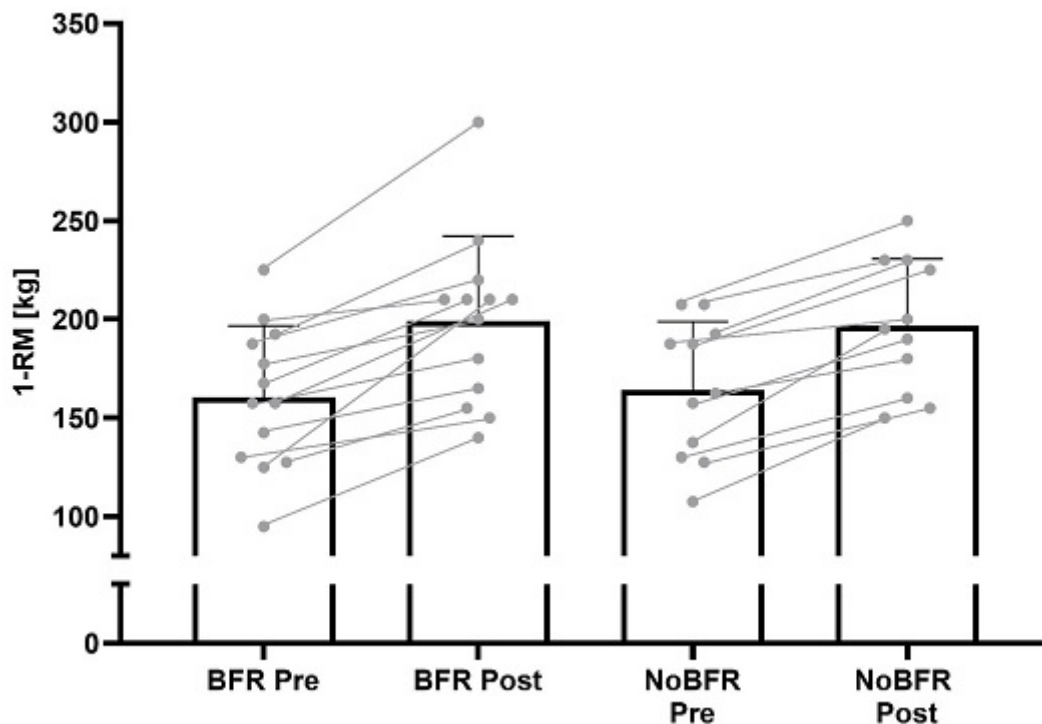 350
300
250
200
150
100
0
1-RM [kg]
BFR Pre
BFR Post
NoBFR
Pre
NoBFR
Post